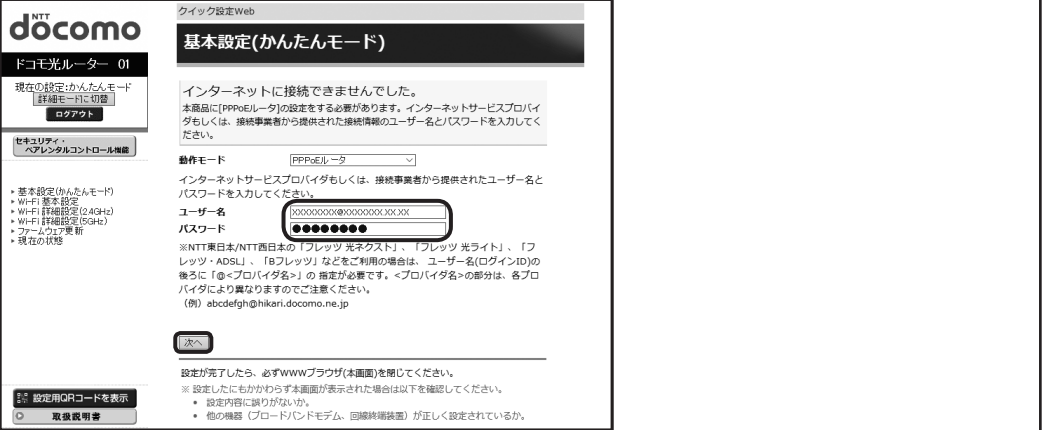 NTT
döcomo
ドコモ光ルーター 01
現在の設定:かんたんモード
詳細モードに切替
ログアウト
セキュリティ・
ペアレンタルコントロール機能
▸ 基本設定(かんたんモード)
▸ Wi-Fi 基本設定
▸ Wi-Fi 詳細設定(2.4GHz)
▸ Wi-Fi 詳細設定(5GHz)
▸ ファームウェア更新
▸ 現在の状態
設定用QRコードを表示
取扱説明書
クイック設定Web
基本設定(かんたんモード)
インターネットに接続できませんでした。
本商品に[PPPoEルータ]の設定をする必要があります。インターネットサービスプロバイ
ダもしくは、接続事業者から提供された接続情報のユーザー名とパスワードを入力してく
ださい。
動作モード PPPoEルータ
インターネットサービスプロバイダもしくは、接続事業者から提供されたユーザー名と
パスワードを入力してください。
ユーザー名 XXXXXXXX@XXXXXXX.XX.XX
パスワード ●●●●●●●●
※NTT東日本/NTT西日本の「フレッツ 光ネクスト」、「フレッツ 光ライト」、「フ
レッツ・ADSL」、「Bフレッツ」などをご利用の場合は、 ユーザー名(ログインID)の
後ろに「@<プロバイダ名>」の 指定が必要です。<プロバイダ名>の部分は、各プロ
バイダにより異なりますのでご注意ください。
（例）abcdefgh@hikari.docomo.ne.jp
次へ
設定が完了したら、必ずWWWブラウザ(本画面)を閉じてください。
※ 設定したにもかかわらず本画面が表示された場合は以下を確認してください。
• 設定内容に誤りがないか。
• 他の機器（ブロードバンドモデム、回線終端装置）が正しく設定されているか。